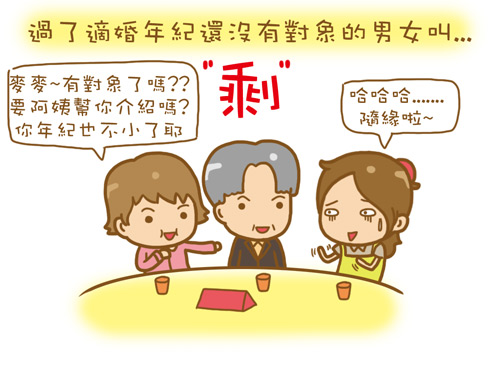 過了適婚年紀還沒有對象的男女叫...
"剩"
麥麥~有對象了嗎??
要阿姨幫你介紹嗎?
你年紀也不小了耶
哈哈哈.......
隨緣啦~